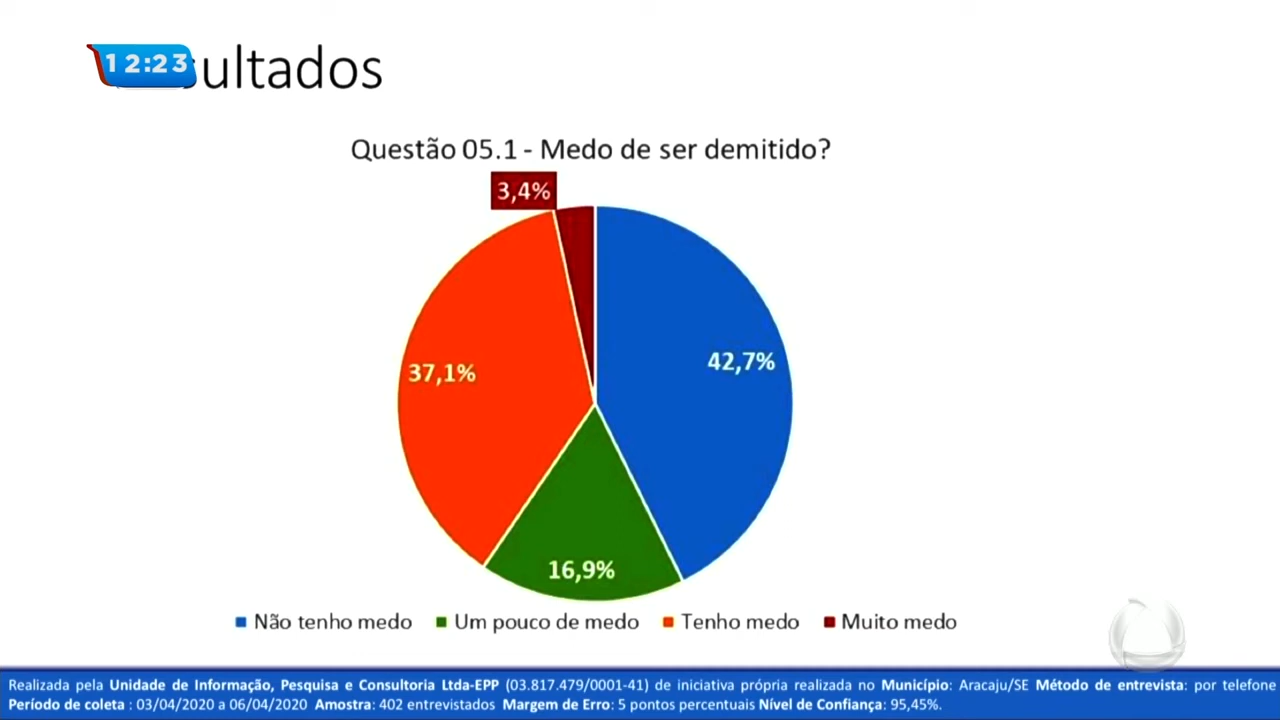 12:23
sultados
Questão 05.1 - Medo de ser demitido?
3,4%
42,7%
37,1%
16,9%
Não tenho medo Um pouco de medo Tenho medo Muito medo
Realizada pela Unidade de Informação, Pesquisa e Consultoria Ltda-EPP (03.817.479/0001-41) de iniciativa própria realizada no Município: Aracaju/SE Método de entrevista: por telefone
Período de coleta : 03/04/2020 a 06/04/2020 Amostra: 402 entrevistados Margem de Erro: 5 pontos percentuais Nível de Confiança: 95,45%.